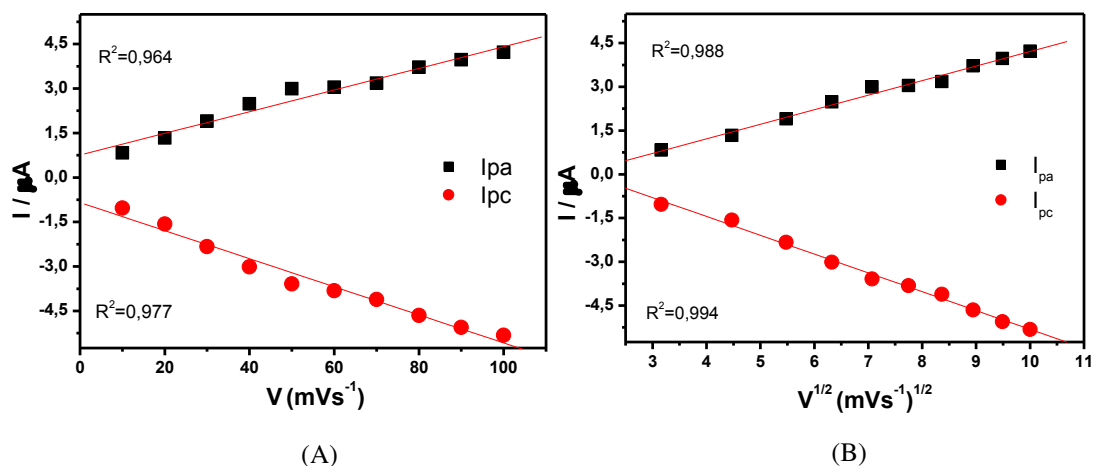 4,5
3,0
1,5
0,0
-1,5
-3,0
-4,5
I / µA
R²=0,964
Ipa
Ipc
R²=0,977
0 20 40 60 80 100
V (mVs⁻¹)
(A)
4,5
3,0
1,5
0,0
-1,5
-3,0
-4,5
I / µA
R²=0,988
I_pa
I_pc
R²=0,994
3 4 5 6 7 8 9 10 11
V^1/2 (mVs⁻¹)^1/2
(B)